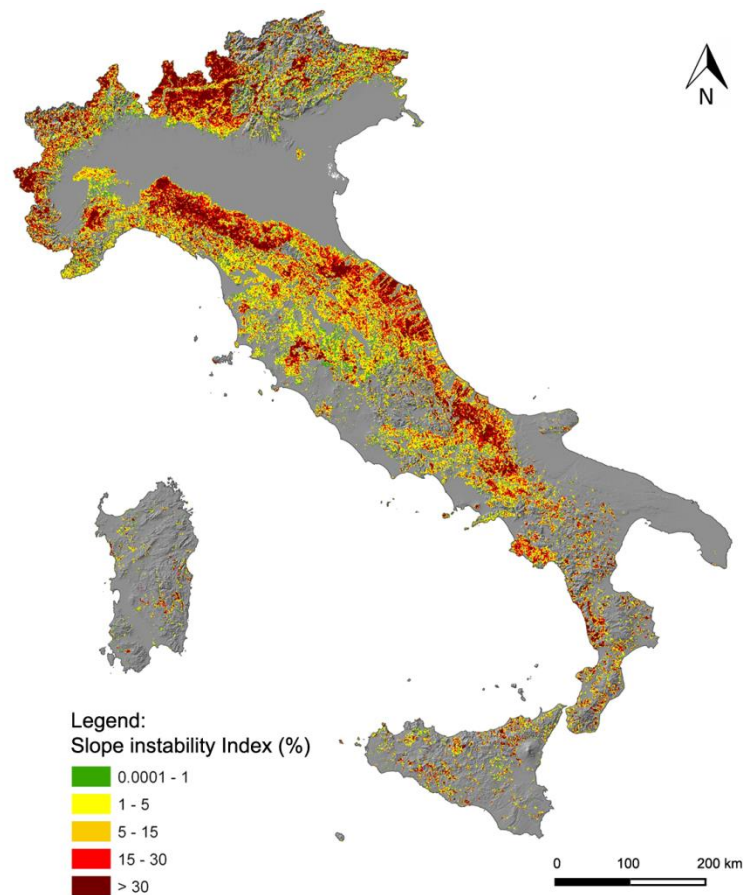 N
Legend:
Slope instability Index (%)
0.0001 - 1
1 - 5
5 - 15
15 - 30
> 30
0 100 200 km